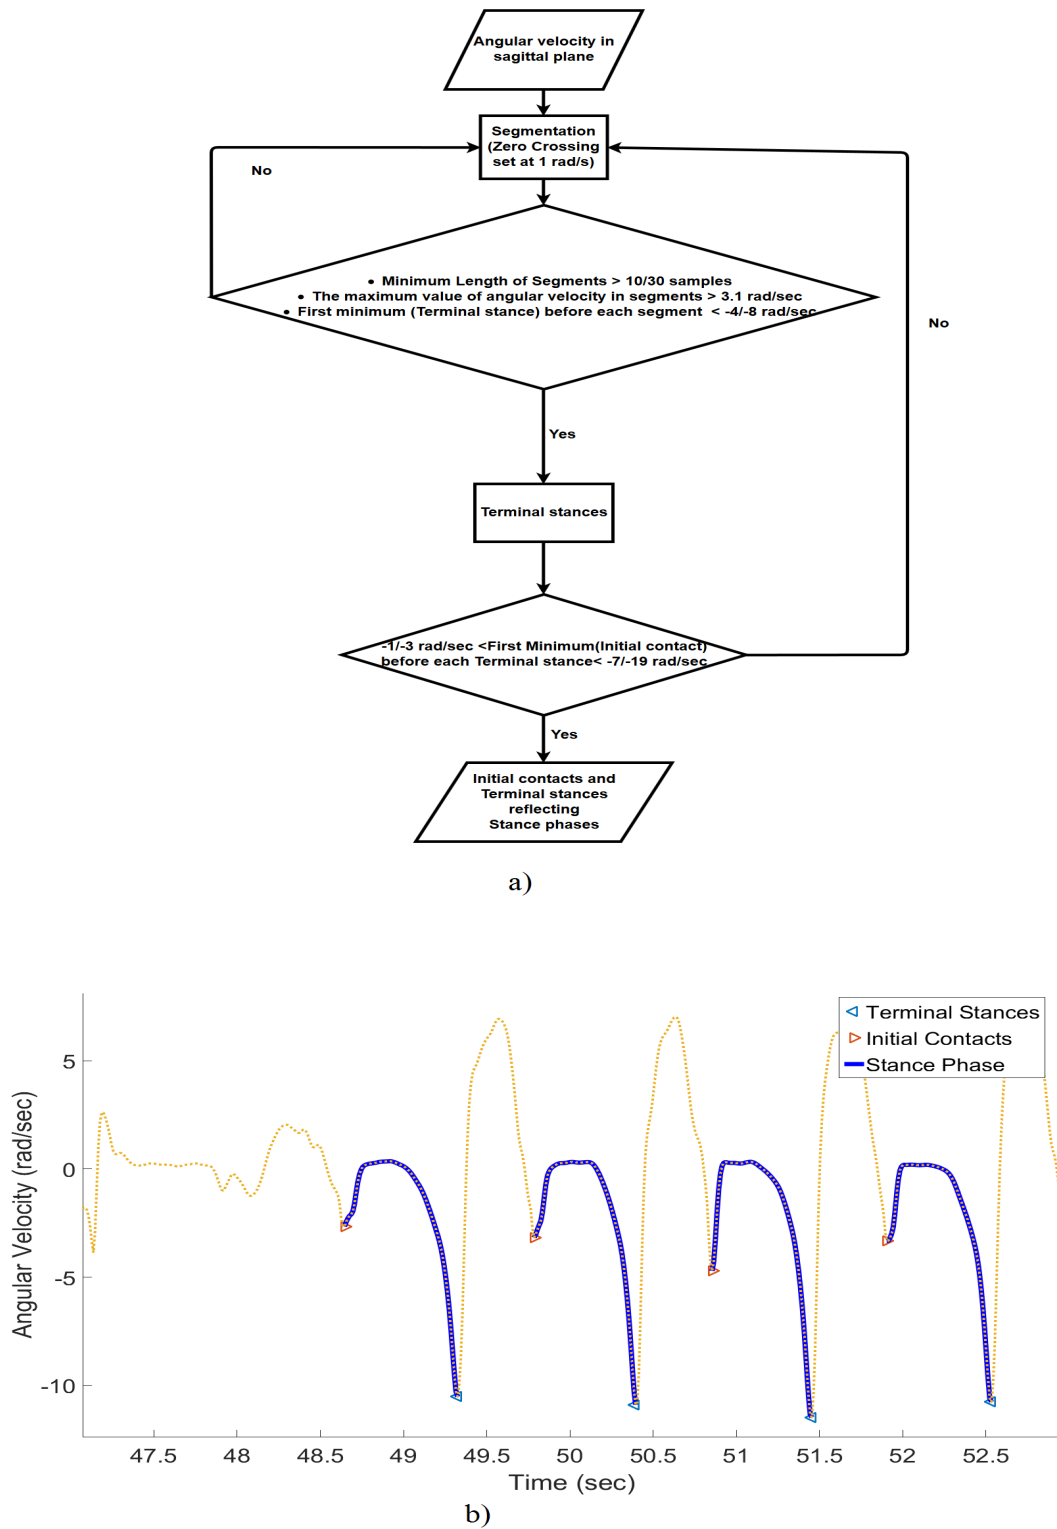 Angular velocity in
sagittal plane
Segmentation
(Zero Crossing
set at 1 rad/s)
No
• Minimum Length of Segments > 10/30 samples
• The maximum value of angular velocity in segments > 3.1 rad/sec
• First minimum (Terminal stance) before each segment < -4/-8 rad/sec
No
Yes
Terminal stances
-1/-3 rad/sec <First Minimum(Initial contact)
before each Terminal stance< -7/-19 rad/sec
Yes
Initial contacts and
Terminal stances
reflecting
Stance phases
a)
Terminal Stances
Initial Contacts
Stance Phase
Angular Velocity (rad/sec)
5
0
-5
-10
47.5 48 48.5 49 49.5 50 50.5 51 51.5 52 52.5
Time (sec)
b)